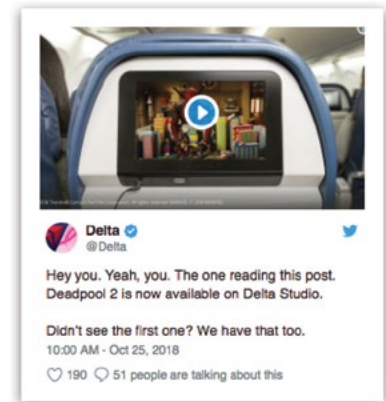 Delta
@Delta
Hey you. Yeah, you. The one reading this post.
Deadpool 2 is now available on Delta Studio.
Didn't see the first one? We have that too.
10:00 AM - Oct 25, 2018
190 51 people are talking about this